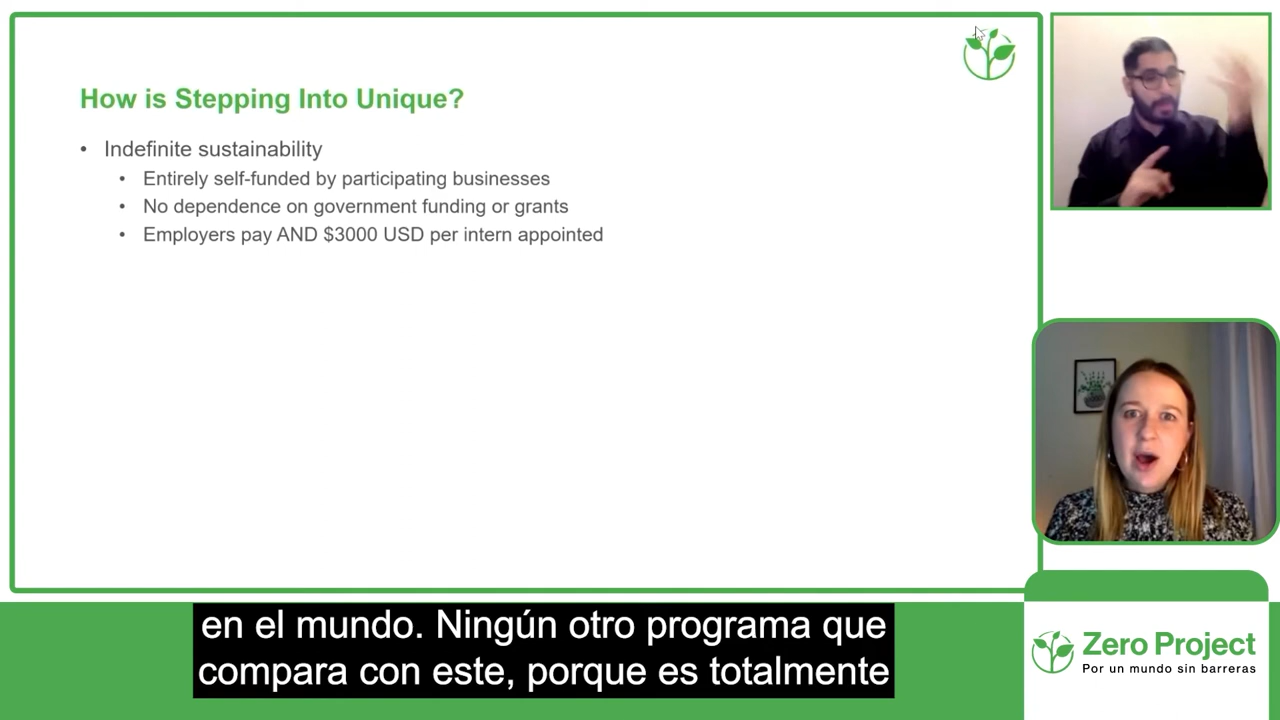 How is Stepping Into Unique?
• Indefinite sustainability
• Entirely self-funded by participating businesses
• No dependence on government funding or grants
• Employers pay AND $3000 USD per intern appointed
en el mundo. Ningún otro programa que
compara con este, porque es totalmente
Zero Project
Por un mundo sin barreras